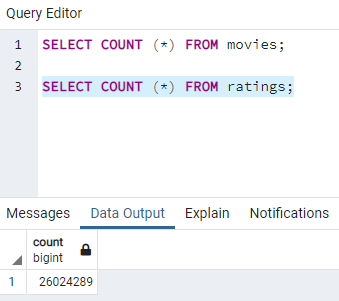 Query Editor
1 SELECT COUNT (*) FROM movies;
2
3 SELECT COUNT (*) FROM ratings;
Messages Data Output Explain Notifications
count
bigint
1 26024289